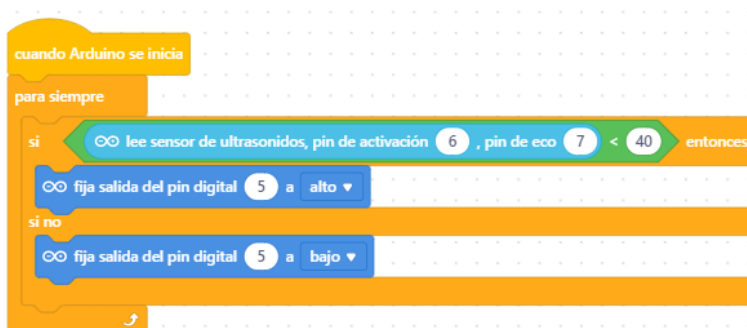 cuando Arduino se inicia
para siempre
si lee sensor de ultrasonidos, pin de activación 6 , pin de eco 7 < 40 entonces
fija salida del pin digital 5 a alto
si no
fija salida del pin digital 5 a bajo